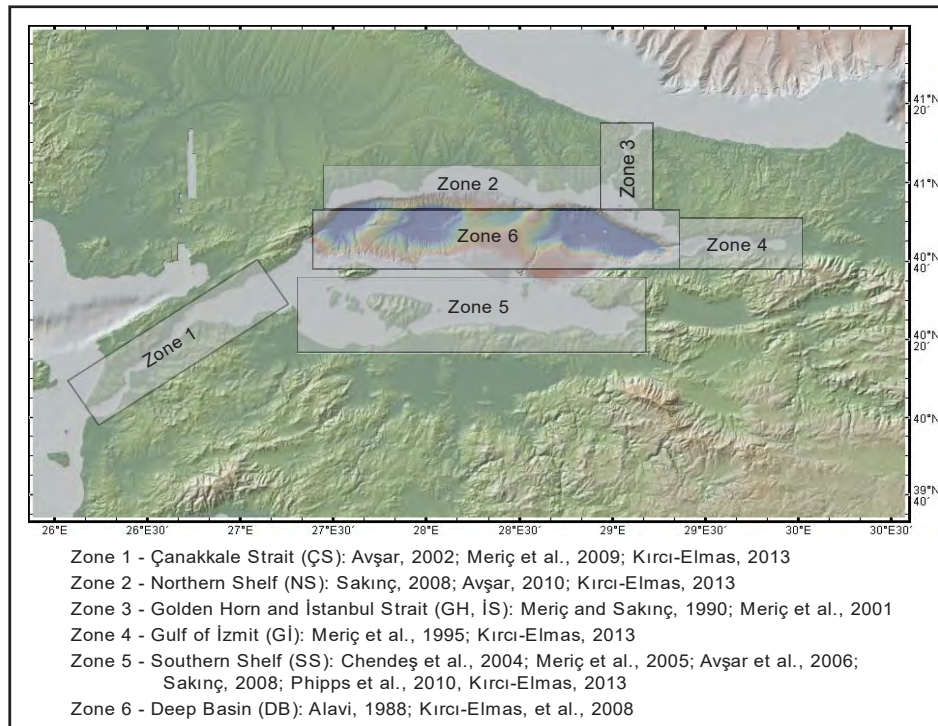 Zone 3
41°N
20´
Zone 2
41°N
Zone 6
Zone 4
40°N
40´
Zone 5
Zone 1
40°N
20´
40°N
39°N
40´
26°E
26°E30´
27°E
27°E30´
28°E
28°E30´
29°E
29°E30´
30°E
30°E30´
Zone 1 - Çanakkale Strait (ÇS): Avşar, 2002; Meriç et al., 2009; Kırcı-Elmas, 2013
Zone 2 - Northern Shelf (NS): Sakınç, 2008; Avşar, 2010; Kırcı-Elmas, 2013
Zone 3 - Golden Horn and İstanbul Strait (GH, İS): Meriç and Sakınç, 1990; Meriç et al., 2001
Zone 4 - Gulf of İzmit (Gİ): Meriç et al., 1995; Kırcı-Elmas, 2013
Zone 5 - Southern Shelf (SS): Chendeş et al., 2004; Meriç et al., 2005; Avşar et al., 2006;
Sakınç, 2008; Phipps et al., 2010, Kırcı-Elmas, 2013
Zone 6 - Deep Basin (DB): Alavi, 1988; Kırcı-Elmas, et al., 2008